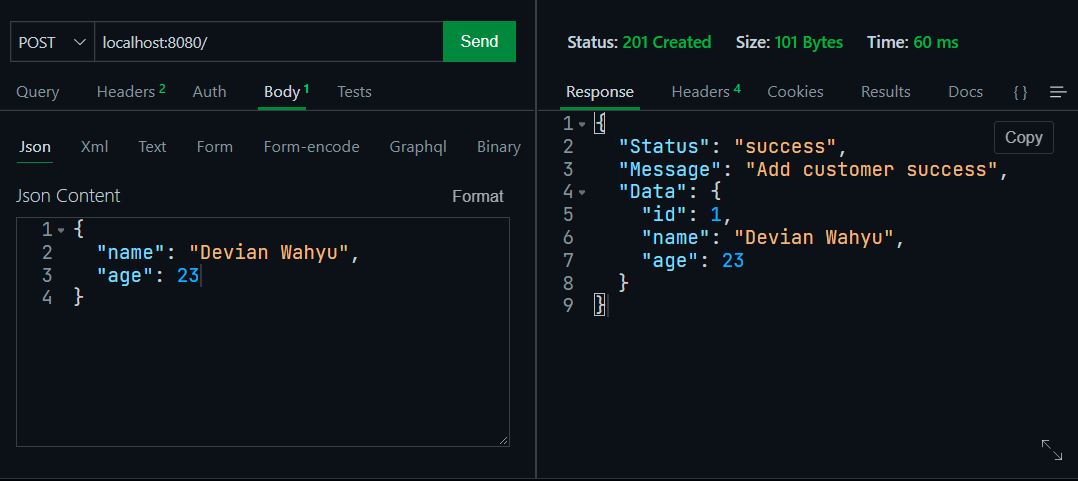 POST localhost:8080/ Send
Query Headers 2 Auth Body 1 Tests
Json Xml Text Form Form-encode Graphql Binary
Json Content Format
1 {
2 "name": "Devian Wahyu",
3 "age": 23
4 }
Status: 201 Created Size: 101 Bytes Time: 60 ms
Response Headers 4 Cookies Results Docs {}
Copy
1 {
2 "Status": "success",
3 "Message": "Add customer success",
4 "Data": {
5 "id": 1,
6 "name": "Devian Wahyu",
7 "age": 23
8 }
9 }